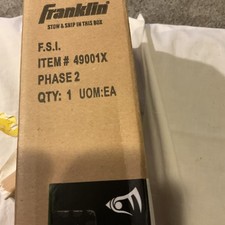 Franklin
STOW & SHIP IN THIS BOX
F.S.I.
ITEM # 49001X
PHASE 2
QTY: 1 UOM:EA